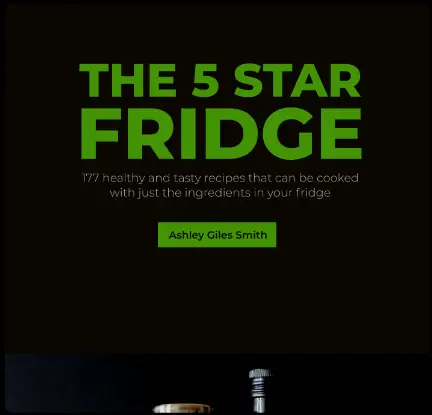 THE 5 STAR
FRIDGE
177 healthy and tasty recipes that can be cooked
with just the ingredients in your fridge
Ashley Giles Smith